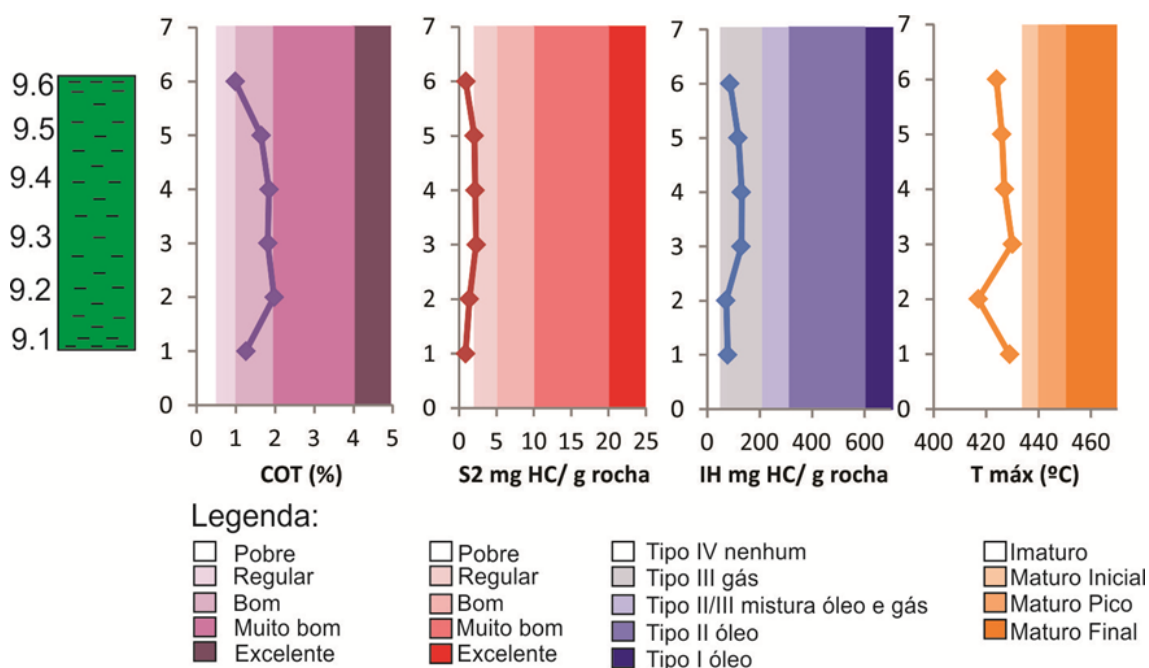 9.6
9.5
9.4
9.3
9.2
9.1
7
6
5
4
3
2
1
0
0 1 2 3 4 5
COT (%)
8
7
6
5
4
3
2
1
0
0 5 10 15 20 25
S2 mg HC/ g rocha
7
6
5
4
3
2
1
0
0 200 400 600
IH mg HC/ g rocha
7
6
5
4
3
2
1
0
400 420 440 460
T máx (ºC)
Legenda:
Pobre
Regular
Bom
Muito bom
Excelente
Pobre
Regular
Bom
Muito bom
Excelente
Tipo IV nenhum
Tipo III gás
Tipo II/III mistura óleo e gás
Tipo II óleo
Tipo I óleo
Imaturo
Maturo Inicial
Maturo Pico
Maturo Final